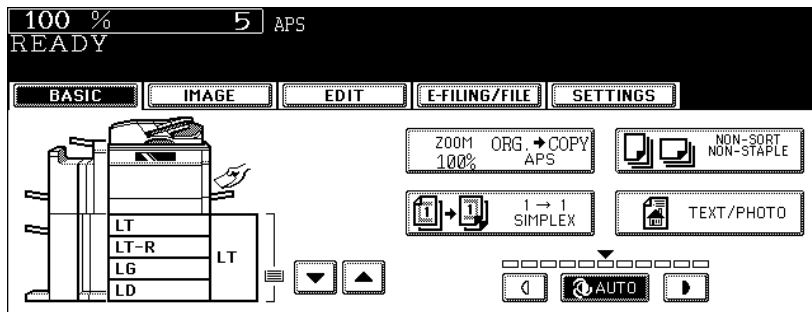 100 % 5 APS
READY
BASIC IMAGE EDIT E-FILING/FILE SETTINGS
ZOOM ORG.➔COPY
100% APS
NON-SORT
NON-STAPLE
1 → 1
SIMPLEX
TEXT/PHOTO
LT
LT-R
LG
LD
LT
AUTO